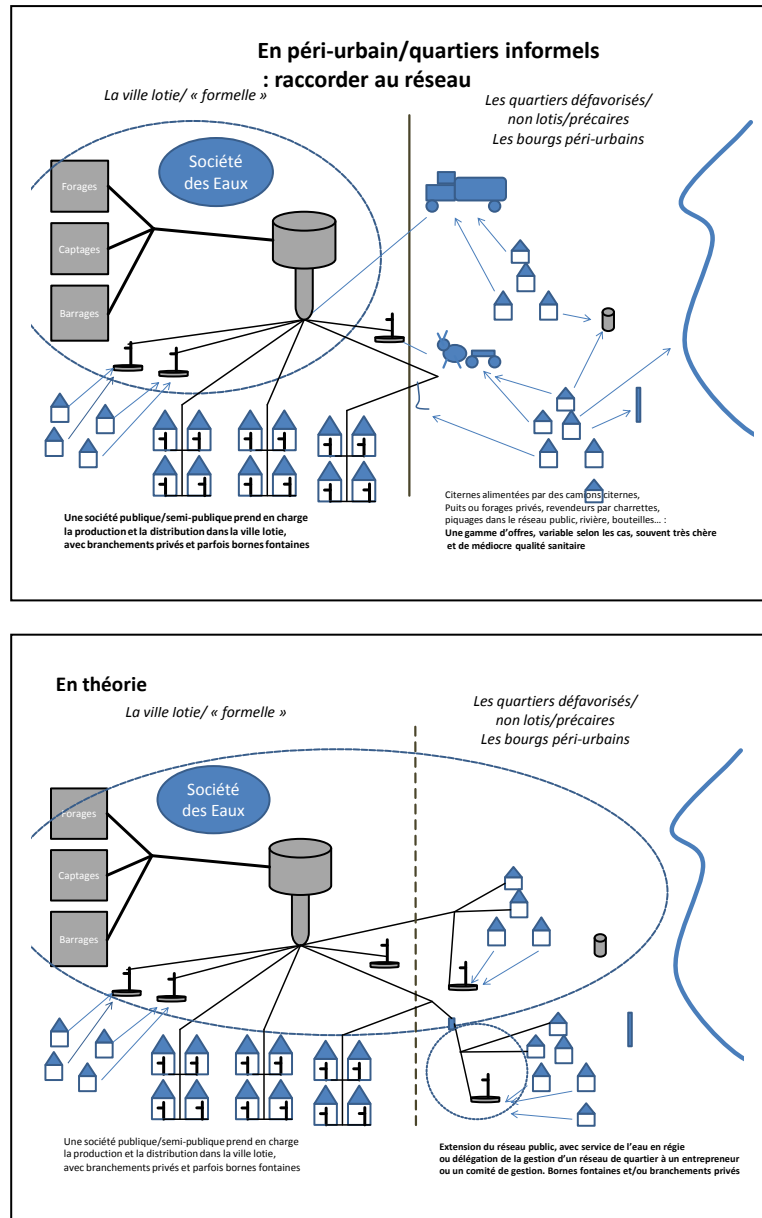 En péri-urbain/quartiers informels
: raccorder au réseau
La ville lotie/ « formelle »
Les quartiers défavorisés/
non lotis/précaires
Les bourgs péri-urbains
Société
des Eaux
Forages
Captages
Barrages
Une société publique/semi-publique prend en charge
la production et la distribution dans la ville lotie,
avec branchements privés et parfois bornes fontaines
Citernes alimentées par des camions citernes,
Puits ou forages privés, revendeurs par charrettes,
piquages dans le réseau public, rivière, bouteilles... :
Une gamme d'offres, variable selon les cas, souvent très chère
et de médiocre qualité sanitaire
En théorie
La ville lotie/ « formelle »
Les quartiers défavorisés/
non lotis/précaires
Les bourgs péri-urbains
Société
des Eaux
Forages
Captages
Barrages
Une société publique/semi-publique prend en charge
la production et la distribution dans la ville lotie,
avec branchements privés et parfois bornes fontaines
Extension du réseau public, avec service de l'eau en régie
ou délégation de la gestion d'un réseau de quartier à un entrepreneur
ou un comité de gestion. Bornes fontaines et/ou branchements privés